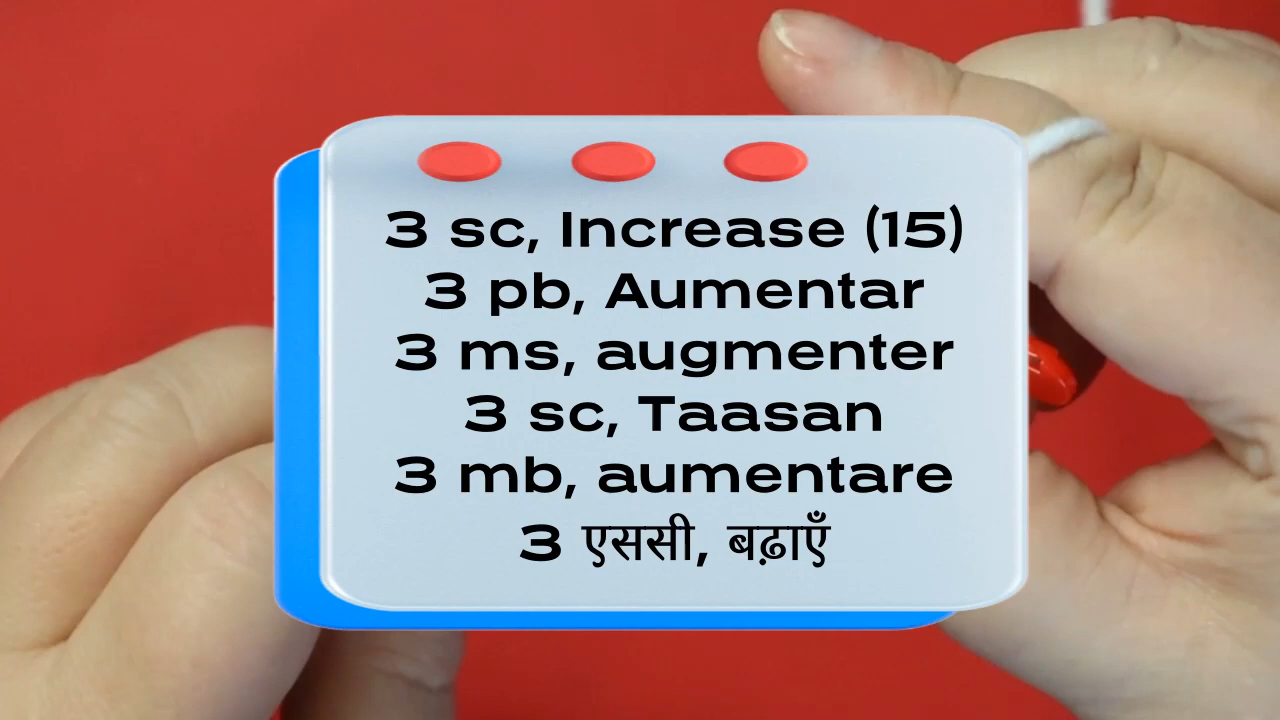 3 sc, Increase (15)
3 pb, Aumentar
3 ms, augmenter
3 sc, Taasan
3 mb, aumentare
3 एससी, बढ़ाएँ